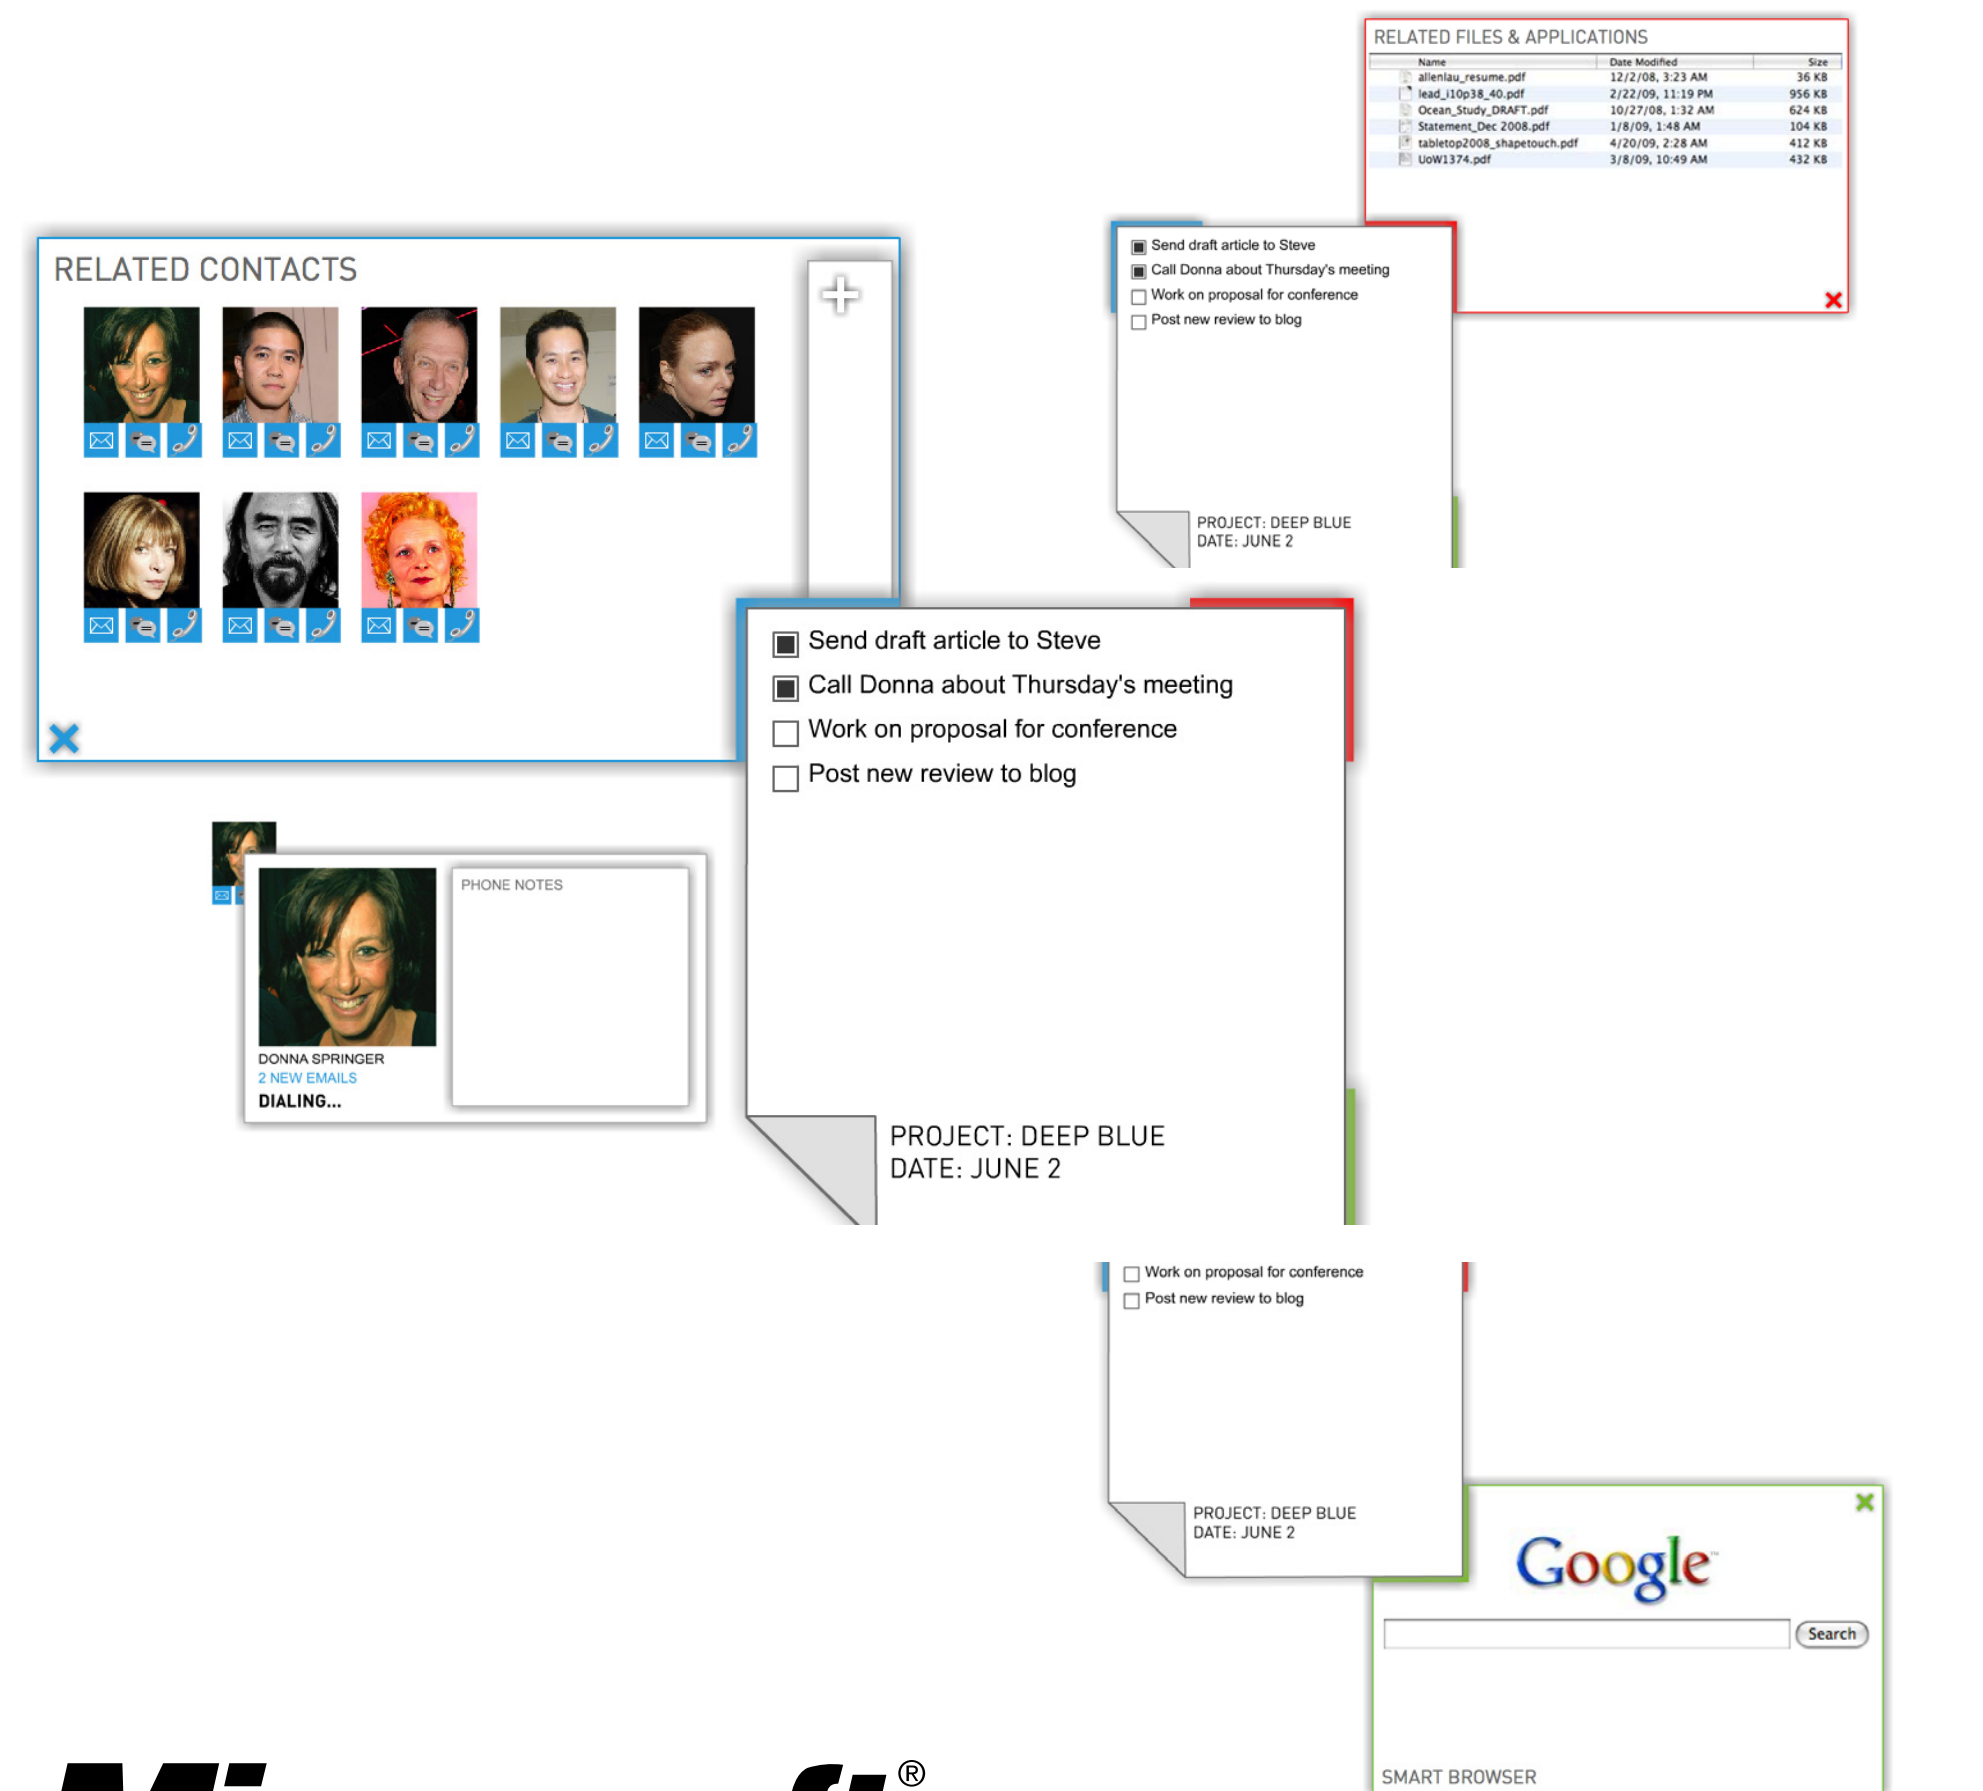 RELATED FILES & APPLICATIONS
Name Date Modified Size
allenlau_resume.pdf 12/2/08, 3:23 AM 36 KB
lead_i10p38_40.pdf 2/22/09, 11:19 PM 956 KB
Ocean_Study_DRAFT.pdf 10/27/08, 1:32 AM 624 KB
Statement_Dec 2008.pdf 1/8/09, 1:48 AM 104 KB
tabletop2008_shapetouch.pdf 4/20/09, 2:28 AM 412 KB
UoW1374.pdf 3/8/09, 10:49 AM 432 KB
Send draft article to Steve
Call Donna about Thursday's meeting
Work on proposal for conference
Post new review to blog
PROJECT: DEEP BLUE
DATE: JUNE 2
RELATED CONTACTS
Send draft article to Steve
Call Donna about Thursday's meeting
Work on proposal for conference
Post new review to blog
PROJECT: DEEP BLUE
DATE: JUNE 2
PHONE NOTES
DONNA SPRINGER
2 NEW EMAILS
DIALING...
Work on proposal for conference
Post new review to blog
PROJECT: DEEP BLUE
DATE: JUNE 2
Google™
Search
SMART BROWSER